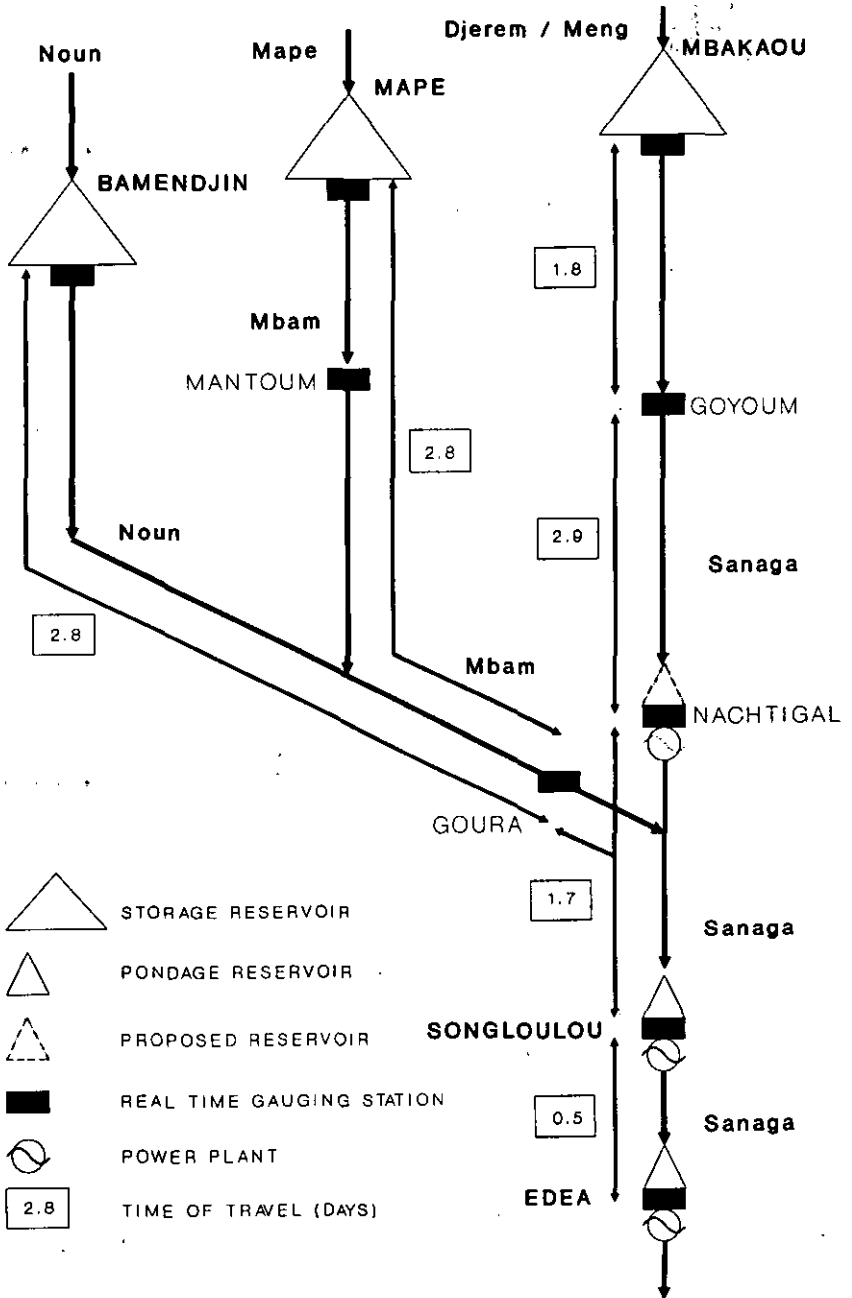 Djerem / Meng
Noun
Mape
MBAKAOU
MAPE
BAMENDJIN
1.8
Mbam
MANTOUM
GOYOUM
2.8
2.9
Noun
Sanaga
2.8
Mbam
NACHTIGAL
GOURA
1.7
STORAGE RESERVOIR
Sanaga
PONDAGE RESERVOIR
SONGLOULOU
PROPOSED RESERVOIR
REAL TIME GAUGING STATION
0.5
Sanaga
POWER PLANT
EDEA
2.8 TIME OF TRAVEL (DAYS)